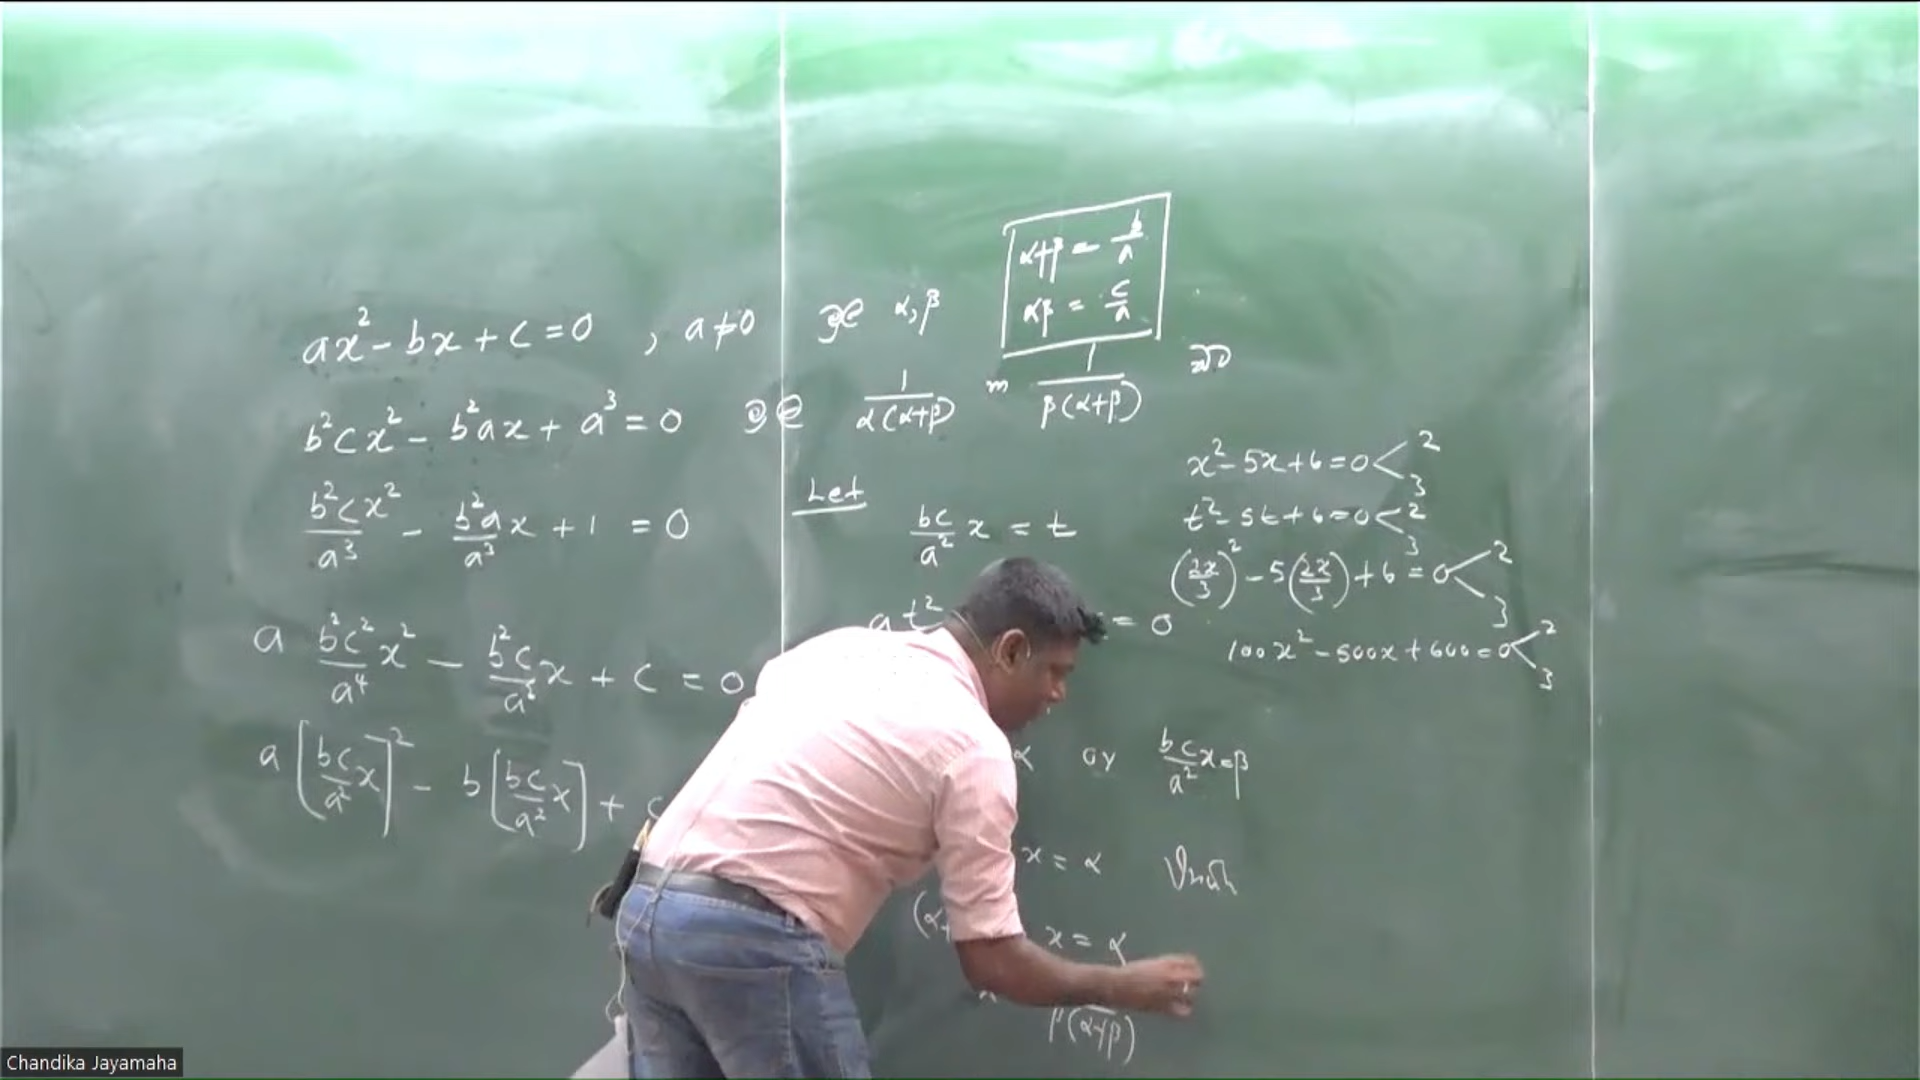 α+β = b/a
αβ = c/a
ax² - bx + c = 0 , a ≠ 0 α, β
b²cx² - b²ax + a³ = 0 1/α(α+β) 1/β(α+β)
b²cx²/a³ - b²a/a³ x + 1 = 0
Let
bc/a² x = t
a b²c²/a⁴ x² - b²c/a² x + c = 0
a t² = 0
a [bc/a² x]² - b [bc/a² x] + c
α or bc/a² x = β
x = α
x = α
β(α+β)
x² - 5x + 6 = 0 < 2 3
t² - 5t + 6 = 0 < 2 3
(2x/3)² - 5(2x/3) + 6 = 0 < 2 3
100x² - 500x + 600 = 0 < 2 3
Chandika Jayamaha